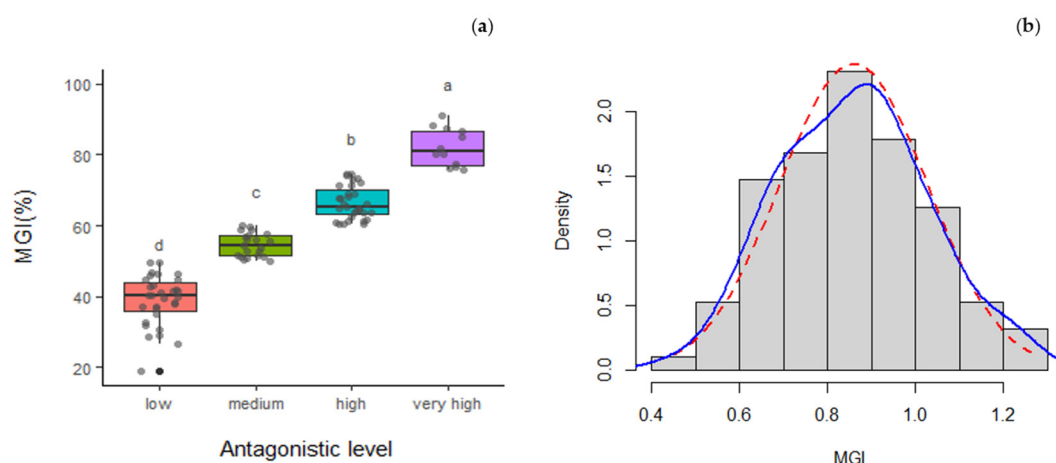 (a)
MGI(%)
100
80
60
40
20
d
c
b
a
low medium high very high
Antagonistic level
(b)
Density
2.0
1.5
1.0
0.5
0.0
0.4 0.6 0.8 1.0 1.2
MGI